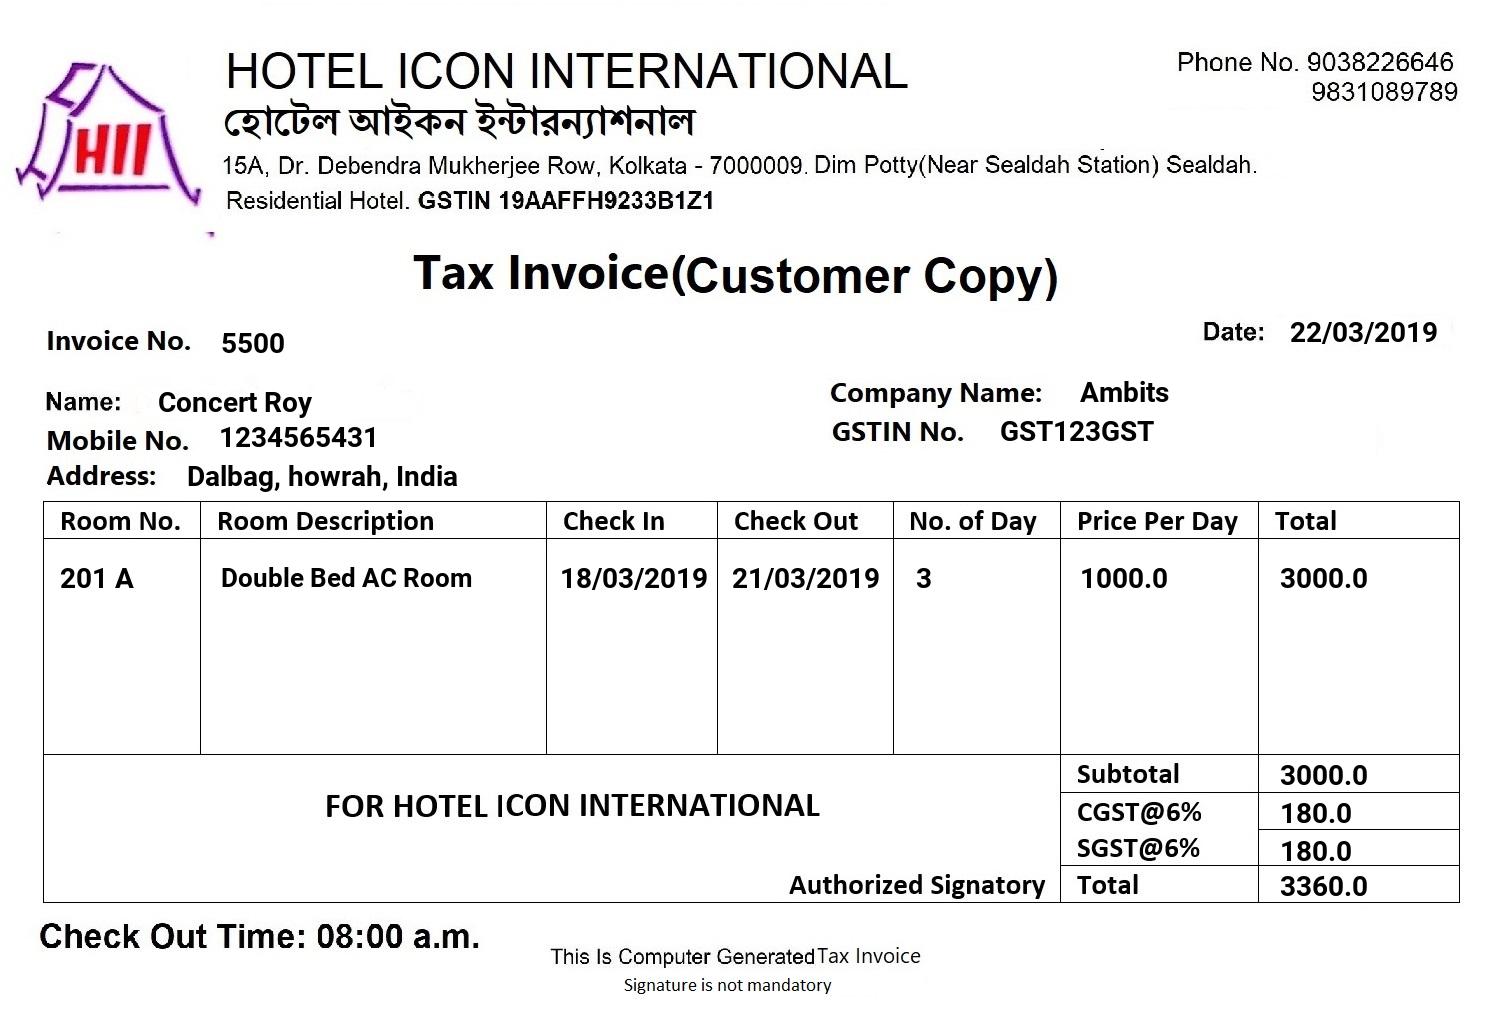 HII
HOTEL ICON INTERNATIONAL
Phone No. 9038226646
9831089789
হোটেল আইকন ইন্টারন্যাশনাল
15A, Dr. Debendra Mukherjee Row, Kolkata - 7000009. Dim Potty(Near Sealdah Station) Sealdah.
Residential Hotel. GSTIN 19AAFFH9233B1Z1
Tax Invoice(Customer Copy)
Invoice No. 5500
Date: 22/03/2019
Name: Concert Roy
Company Name: Ambits
Mobile No. 1234565431
GSTIN No. GST123GST
Address: Dalbag, howrah, India
Room No. Room Description Check In Check Out No. of Day Price Per Day Total
201 A Double Bed AC Room 18/03/2019 21/03/2019 3 1000.0 3000.0
Subtotal 3000.0
FOR HOTEL ICON INTERNATIONAL
CGST@6% 180.0
SGST@6% 180.0
Authorized Signatory
Total 3360.0
Check Out Time: 08:00 a.m.
This Is Computer Generated Tax Invoice
Signature is not mandatory